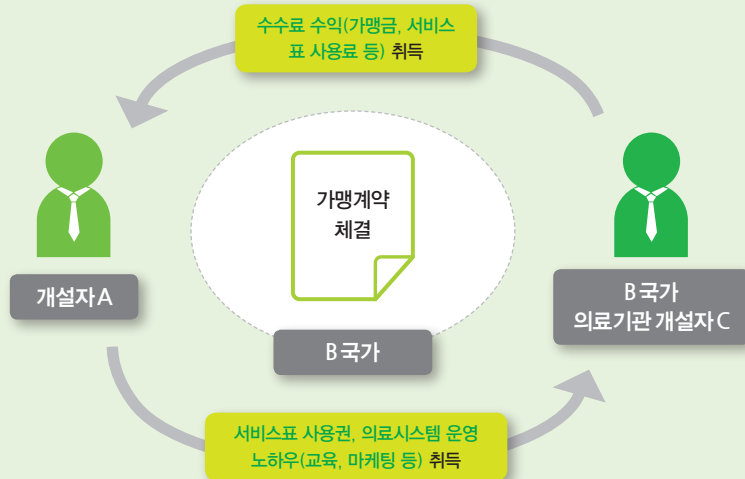 수수료 수익(가맹금, 서비스
표 사용료 등) 취득
가맹계약
체결
개설자 A
B 국가
의료기관 개설자 C
B 국가
서비스표 사용권, 의료시스템 운영
노하우(교육, 마케팅 등) 취득